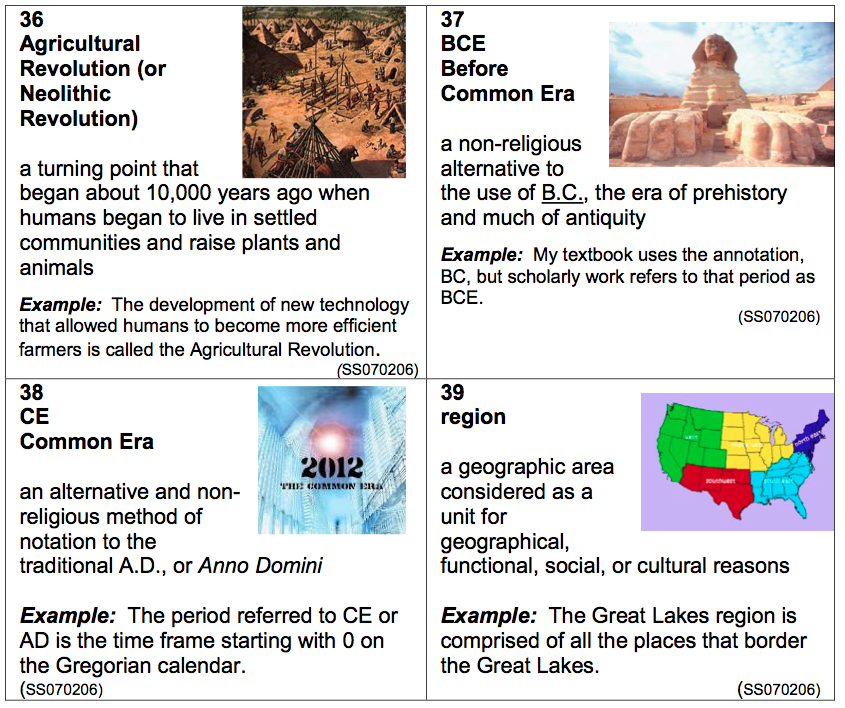 36
Agricultural
Revolution (or
Neolithic
Revolution)
a turning point that
began about 10,000 years ago when
humans began to live in settled
communities and raise plants and
animals
Example: The development of new technology
that allowed humans to become more efficient
farmers is called the Agricultural Revolution.
(SS070206)
37
BCE
Before
Common Era
a non-religious
alternative to
the use of B.C., the era of prehistory
and much of antiquity
Example: My textbook uses the annotation,
BC, but scholarly work refers to that period as
BCE.
(SS070206)
38
CE
Common Era
2012
THE COMMON ERA
an alternative and non-
religious method of
notation to the
traditional A.D., or Anno Domini
Example: The period referred to CE or
AD is the time frame starting with 0 on
the Gregorian calendar.
(SS070206)
39
region
a geographic area
considered as a
unit for
geographical,
functional, social, or cultural reasons
Example: The Great Lakes region is
comprised of all the places that border
the Great Lakes.
(SS070206)